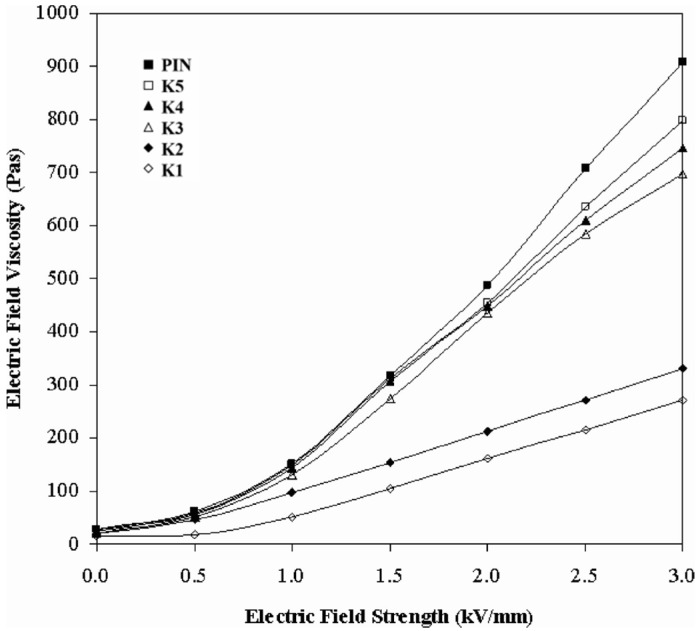 1000
900
800
700
600
500
400
300
200
100
0
Electric Field Viscosity (Pas)
PIN
K5
K4
K3
K2
K1
0.0 0.5 1.0 1.5 2.0 2.5 3.0
Electric Field Strength (kV/mm)